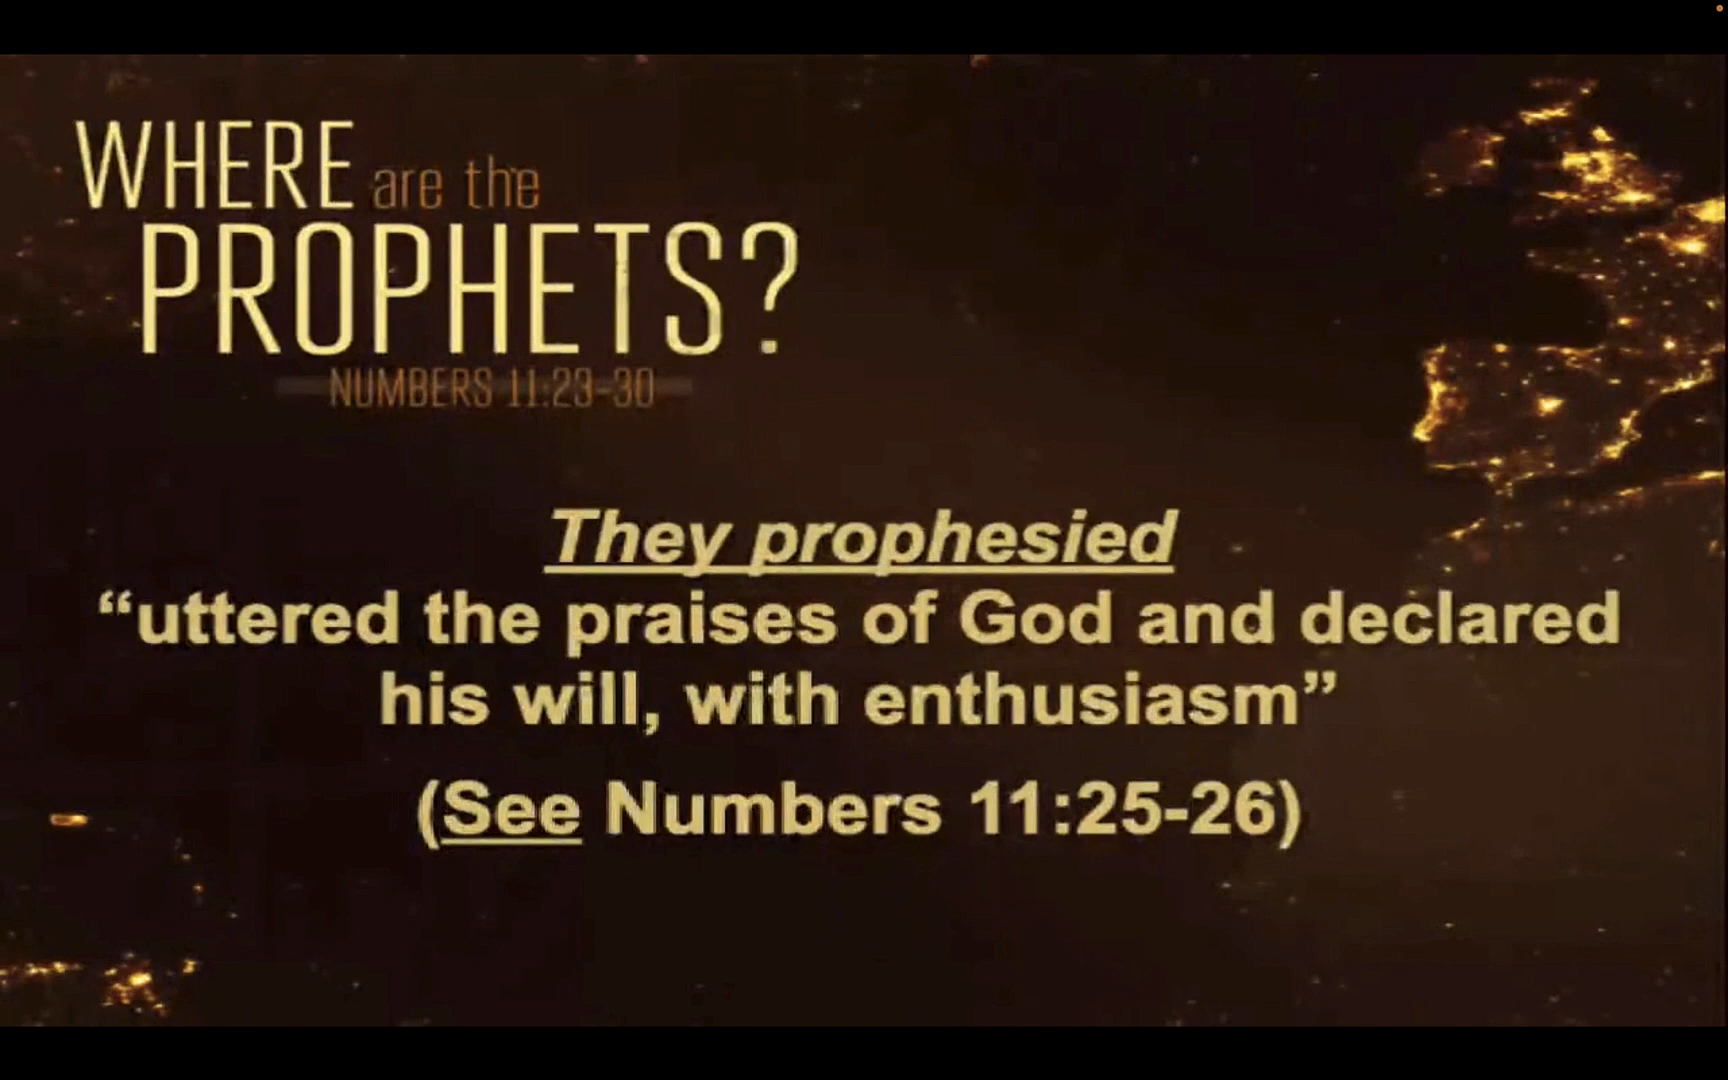 WHERE are the
PROPHETS?
NUMBERS 11:23-30
They prophesied
“uttered the praises of God and declared
his will, with enthusiasm”
(See Numbers 11:25-26)